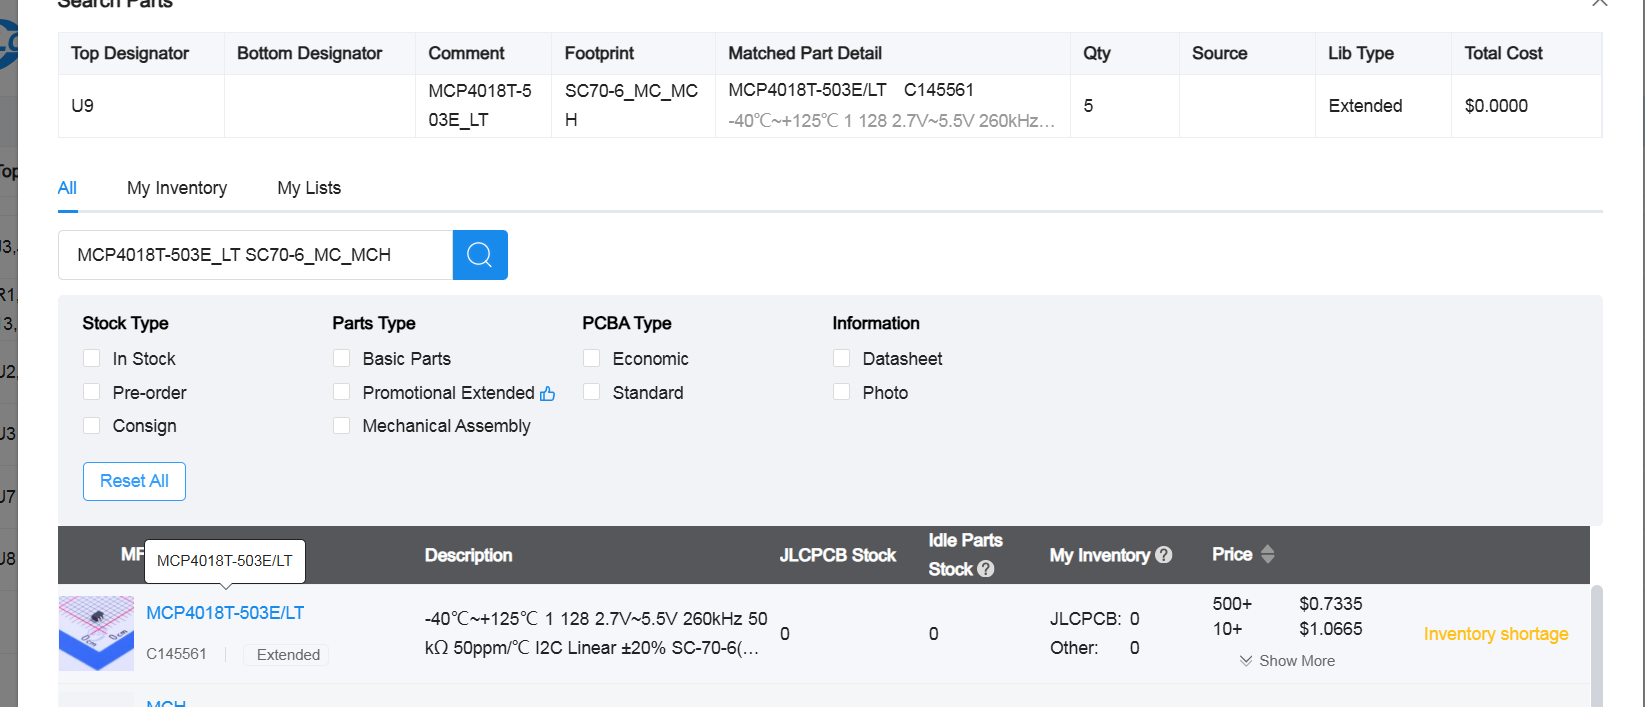 Search Parts
Top Designator Bottom Designator Comment Footprint Matched Part Detail Qty Source Lib Type Total Cost
U9 MCP4018T-503E_LT SC70-6_MC_MCH MCP4018T-503E/LT C145561 5 Extended $0.0000
-40℃~+125℃ 1 128 2.7V~5.5V 260kHz...
All My Inventory My Lists
MCP4018T-503E_LT SC70-6_MC_MCH
Stock Type Parts Type PCBA Type Information
In Stock Basic Parts Economic Datasheet
Pre-order Promotional Extended Standard Photo
Consign Mechanical Assembly
Reset All
MCP4018T-503E/LT
Description JLCPCB Stock Idle Parts Stock My Inventory Price
MCP4018T-503E/LT
C145561 Extended
-40℃~+125℃ 1 128 2.7V~5.5V 260kHz 50
kΩ 50ppm/℃ I2C Linear ±20% SC-70-6(...
0
0
JLCPCB: 0
Other: 0
500+ $0.7335
10+ $1.0665
Show More
Inventory shortage
MCH
U2
U3
U7
U8